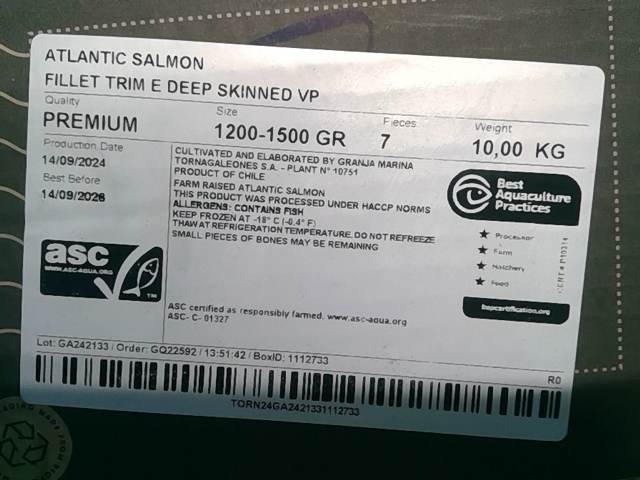 ATLANTIC SALMON
FILLET TRIM E DEEP SKINNED VP
Quality
PREMIUM
Size
1200-1500 GR
Pieces
7
Weight
10,00 KG
Production Date
14/09/2024
Best Before
14/09/2026
CULTIVATED AND ELABORATED BY GRANJA MARINA
TORNAGALEONES S.A. - PLANT N° 10751
PRODUCT OF CHILE
FARM RAISED ATLANTIC SALMON
THIS PRODUCT WAS PROCESSED UNDER HACCP NORMS
ALLERGENS: CONTAINS FISH
KEEP FROZEN AT -18° C (-0.4° F)
THAW AT REFRIGERATION TEMPERATURE. DO NOT REFREEZE
SMALL PIECES OF BONES MAY BE REMAINING
Best
Aquaculture
Practices
Processor
Farm
Hatchery
Feed
bapcertification.org
asc
WWW.ASC-AQUA.ORG
TM
ASC certified as responsibly farmed. www.asc-aqua.org
ASC- C- 01327
Lot: GA242133 / Order: GQ22592 / 13:51:42 / BoxID: 1112733
R0
TORN24GA2421331112733